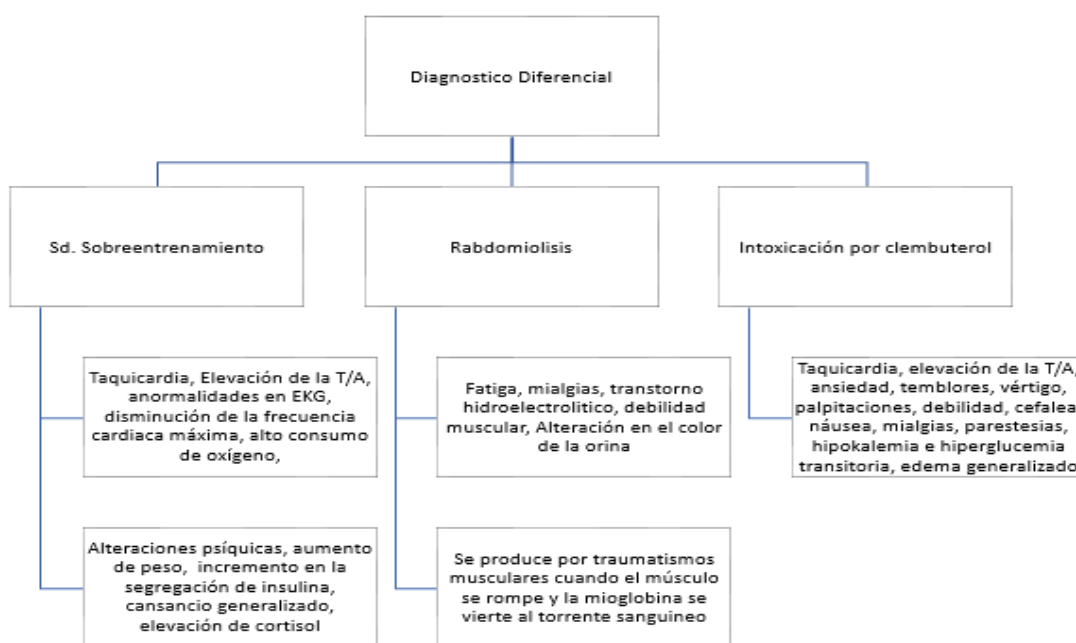 Diagnostico Diferencial
Sd. Sobreentrenamiento
Rabdomiolisis
Intoxicación por clembuterol
Taquicardia, Elevación de la T/A,
anormalidades en EKG,
disminución de la frecuencia
cardiaca máxima, alto consumo
de oxígeno,
Fatiga, mialgias, transtorno
hidroelectrolitico, debilidad
muscular, Alteración en el color
de la orina
Taquicardia, elevación de la T/A,
ansiedad, temblores, vértigo,
palpitaciones, debilidad, cefalea,
náusea, mialgias, parestesias,
hipokalemia e hiperglucemia
transitoria, edema generalizado
Alteraciones psíquicas, aumento
de peso, incremento en la
segregación de insulina,
cansancio generalizado,
elevación de cortisol
Se produce por traumatismos
musculares cuando el músculo
se rompe y la mioglobina se
vierte al torrente sanguineo